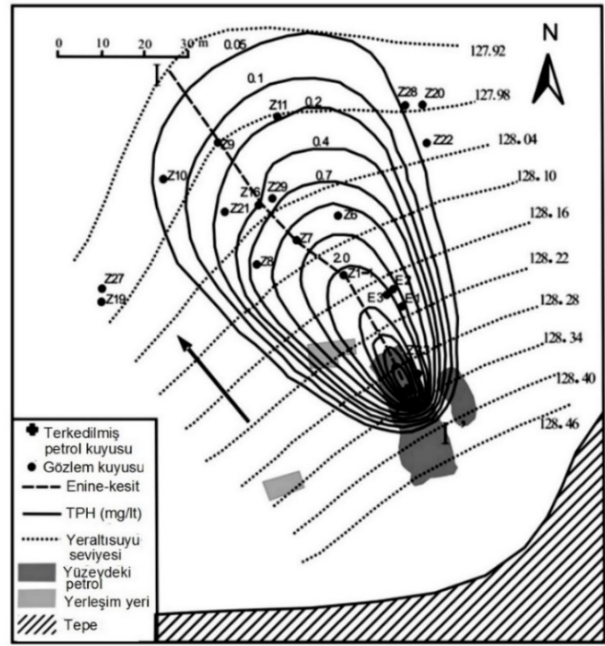 0 10 20 30 m
N
I
0.05
127.92
0.1
Z28 Z20
127.98
Z11
0.2
Z9
Z22
128.04
0.4
Z10
128.10
0.7
Z29
Z21
Z6
128.16
Z7
128.22
Z8
2.0
Z1-1
E2
E3
E1
Z27
Z19
128.28
128.34
128.40
I
128.46
Terkedilmiş
petrol kuyusu
Gözlem kuyusu
Enine-kesit
TPH (mg/lt)
Yeraltısuyu
seviyesi
Yüzeydeki
petrol
Yerleşim yeri
Tepe